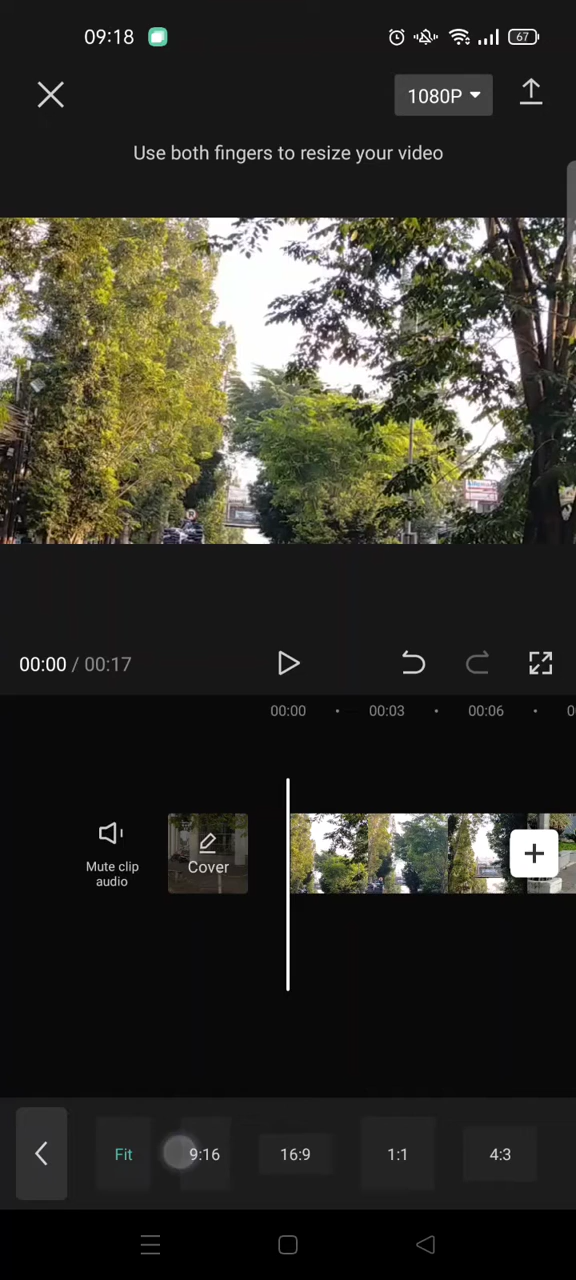 09:18
67
1080P
Use both fingers to resize your video
00:00 / 00:17
00:00 00:03 00:06
Mute clip
audio
Cover
Fit 9:16 16:9 1:1 4:3